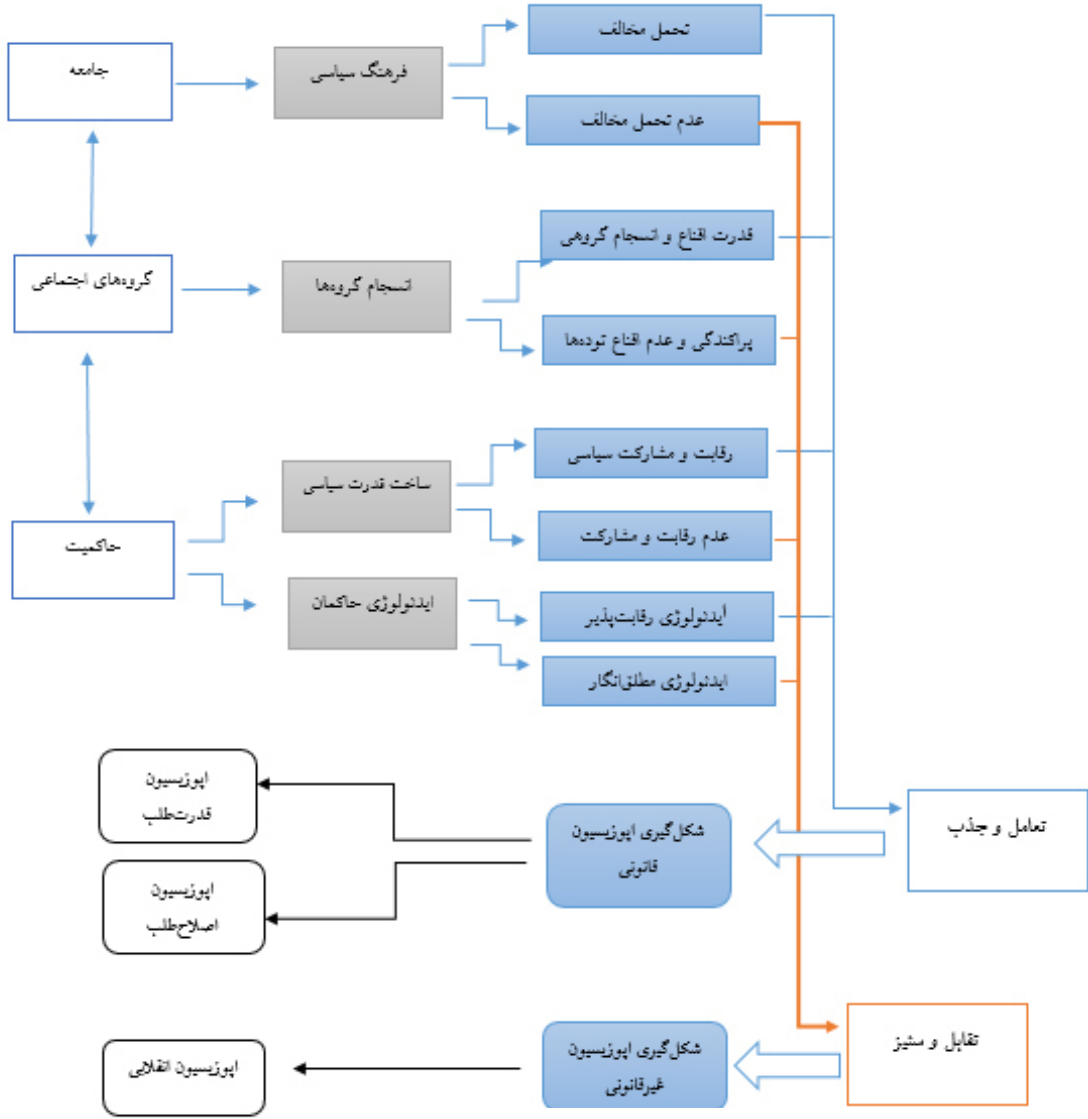 تحمل مخالف
جامعه
فرهنگ سیاسی
عدم تحمل مخالف
قدرت اقناع و انسجام گروهی
گروه‌های اجتماعی
انسجام گروه‌ها
پراکندگی و عدم اقناع توده‌ها
رقابت و مشارکت سیاسی
ساخت قدرت سیاسی
حاکمیت
عدم رقابت و مشارکت
ایدئولوژی حاکمان
أیدئولوژی رقابت‌پذیر
ایدئولوژی مطلق‌انگار
اپوزیسیون
قدرت‌طلب
شکل‌گیری اپوزیسیون
قانونی
تعامل و جذب
اپوزیسیون
اصلاح‌طلب
تقابل و ستیز
شکل‌گیری اپوزیسیون
غیرقانونی
اپوزیسیون انقلابی